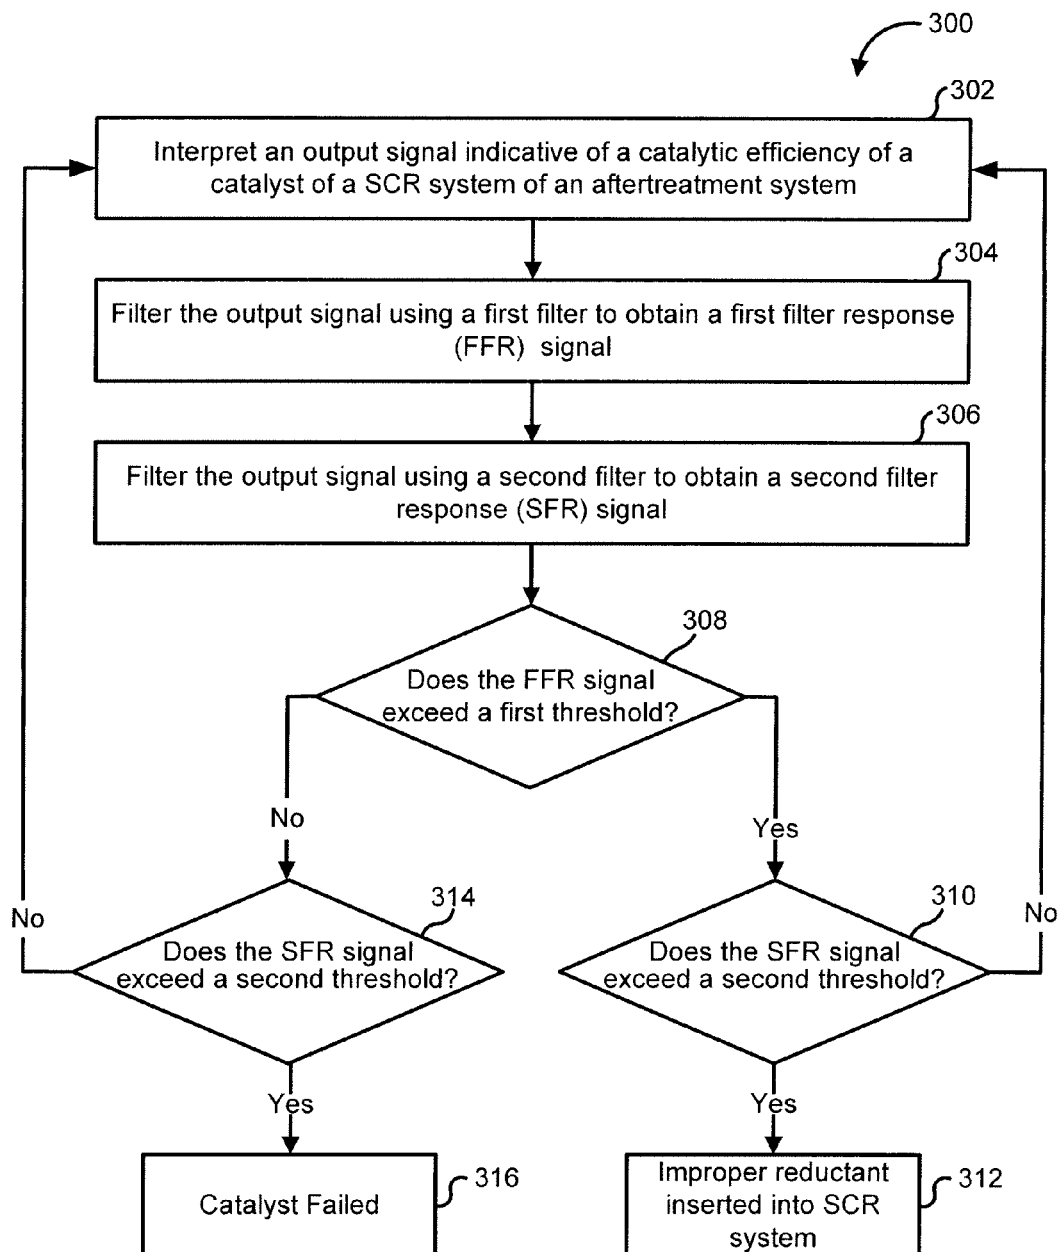 300
302
Interpret an output signal indicative of a catalytic efficiency of a
catalyst of a SCR system of an aftertreatment system
304
Filter the output signal using a first filter to obtain a first filter response
(FFR) signal
306
Filter the output signal using a second filter to obtain a second filter
response (SFR) signal
308
Does the FFR signal
exceed a first threshold?
No
Yes
314
310
No
No
Does the SFR signal
exceed a second threshold?
Does the SFR signal
exceed a second threshold?
Yes
Yes
Catalyst Failed
316
Improper reductant
inserted into SCR
system
312